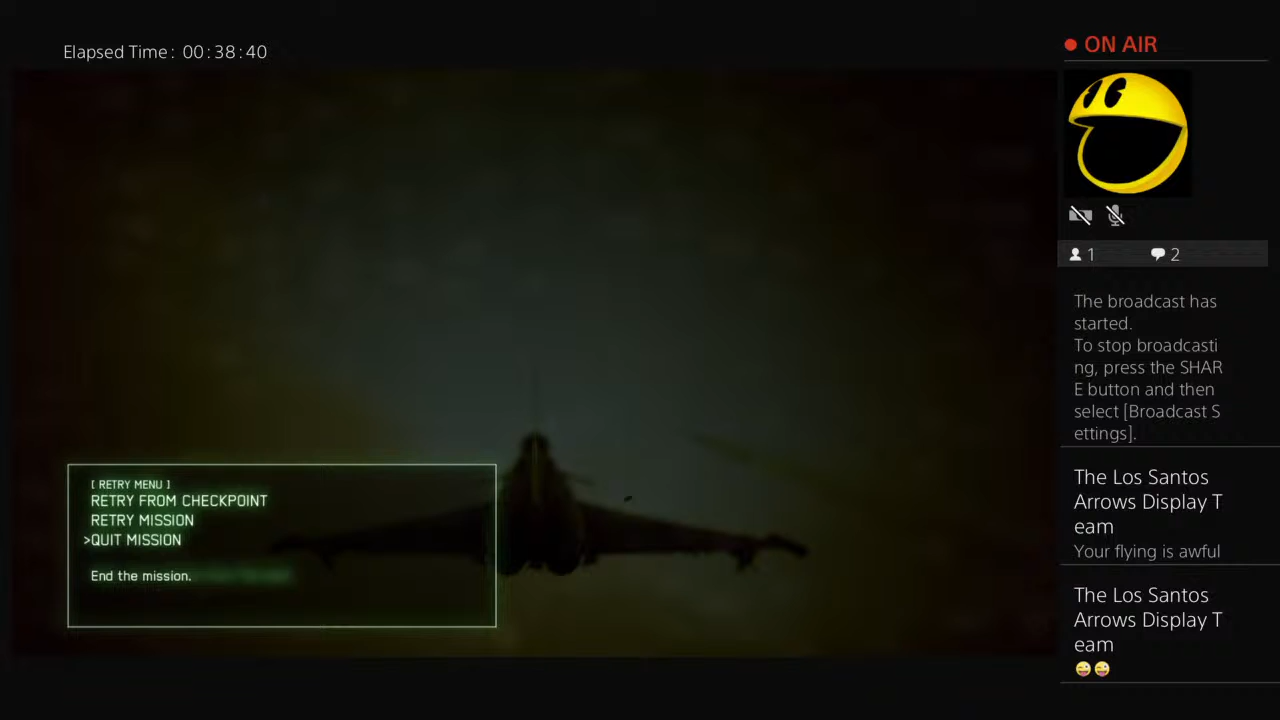 Elapsed Time: 00:38:40
[ RETRY MENU ]
RETRY FROM CHECKPOINT
RETRY MISSION
>QUIT MISSION
End the mission.
ON AIR
1 2
The broadcast has
started.
To stop broadcasti
ng, press the SHAR
E button and then
select [Broadcast S
ettings].
The Los Santos
Arrows Display T
eam
Your flying is awful
The Los Santos
Arrows Display T
eam
😜😜